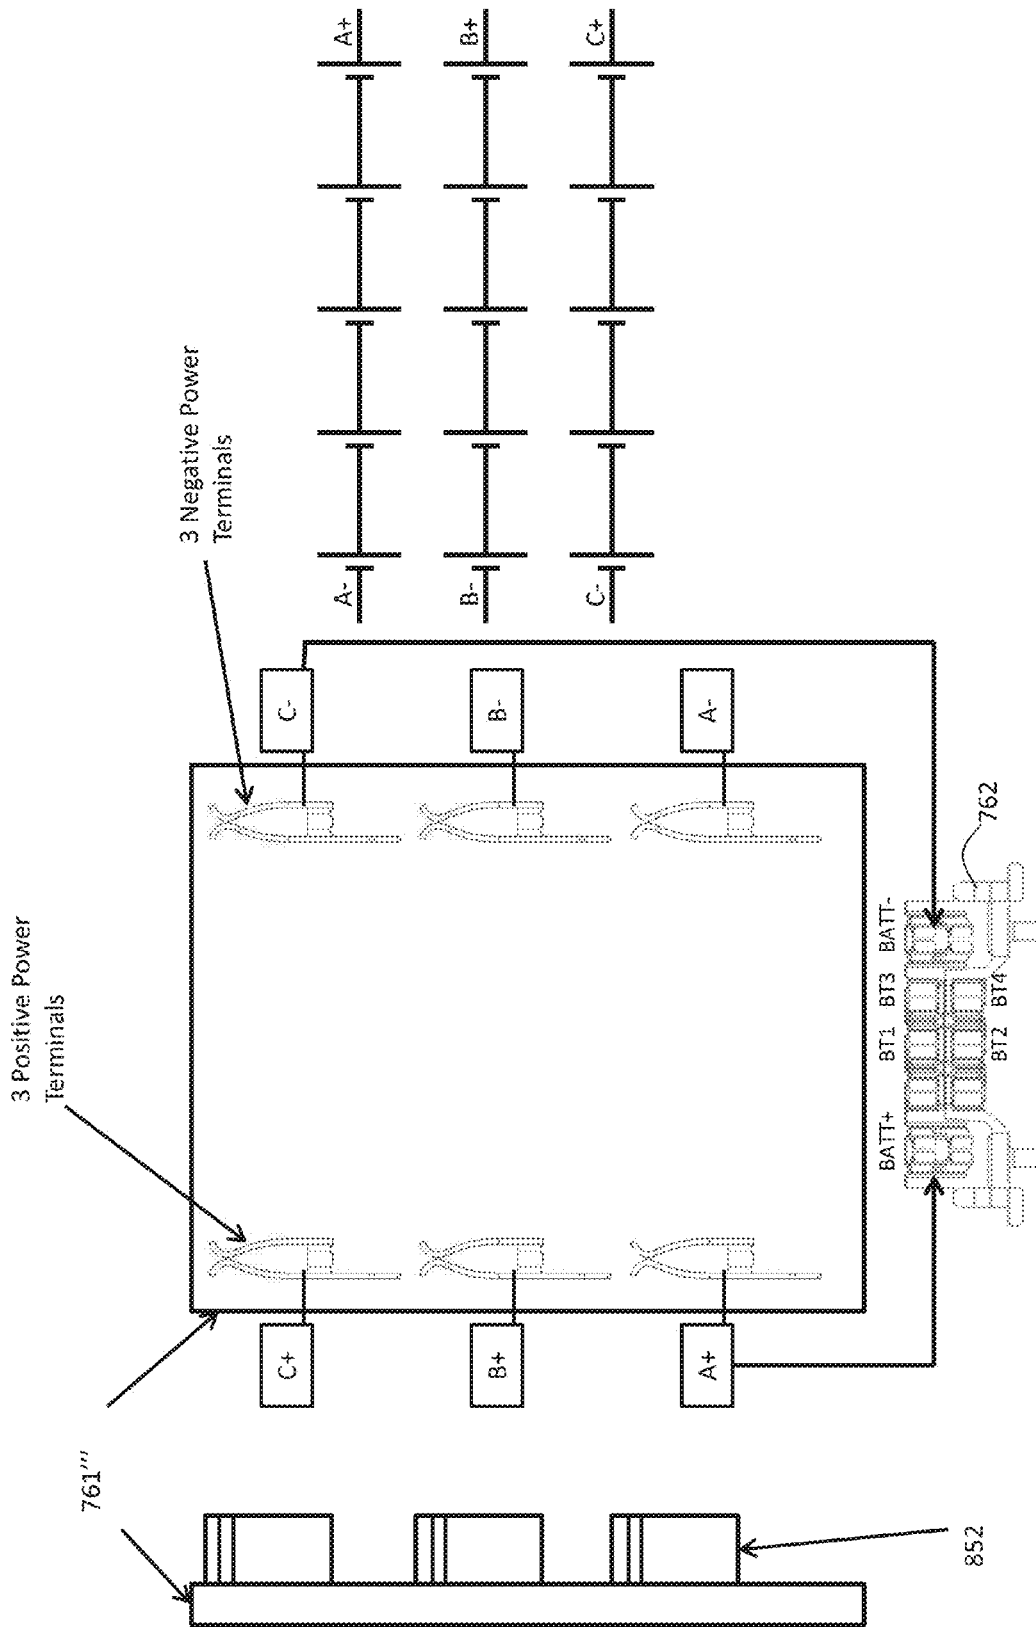 761'''
852
3 Positive Power
Terminals
3 Negative Power
Terminals
C+
B+
A+
C-
B-
A-
A-
A+
B-
B+
C-
C+
BATT+
BT1
BT3
BATT-
BT2
BT4
762